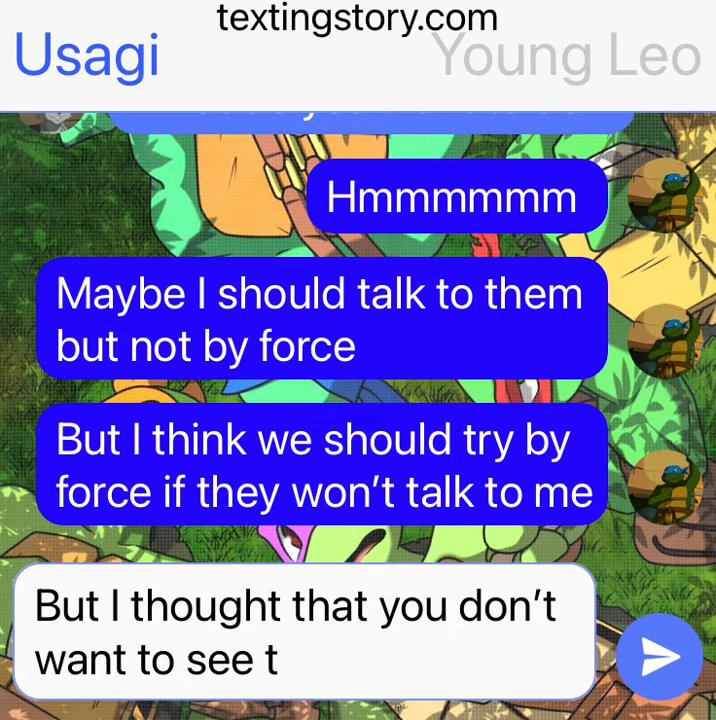 textingstory.com
Usagi
Young Leo
Hmmmmmm
Maybe I should talk to them
but not by force
But I think we should try by
force if they won't talk to me
But I thought that you don't
want to see t